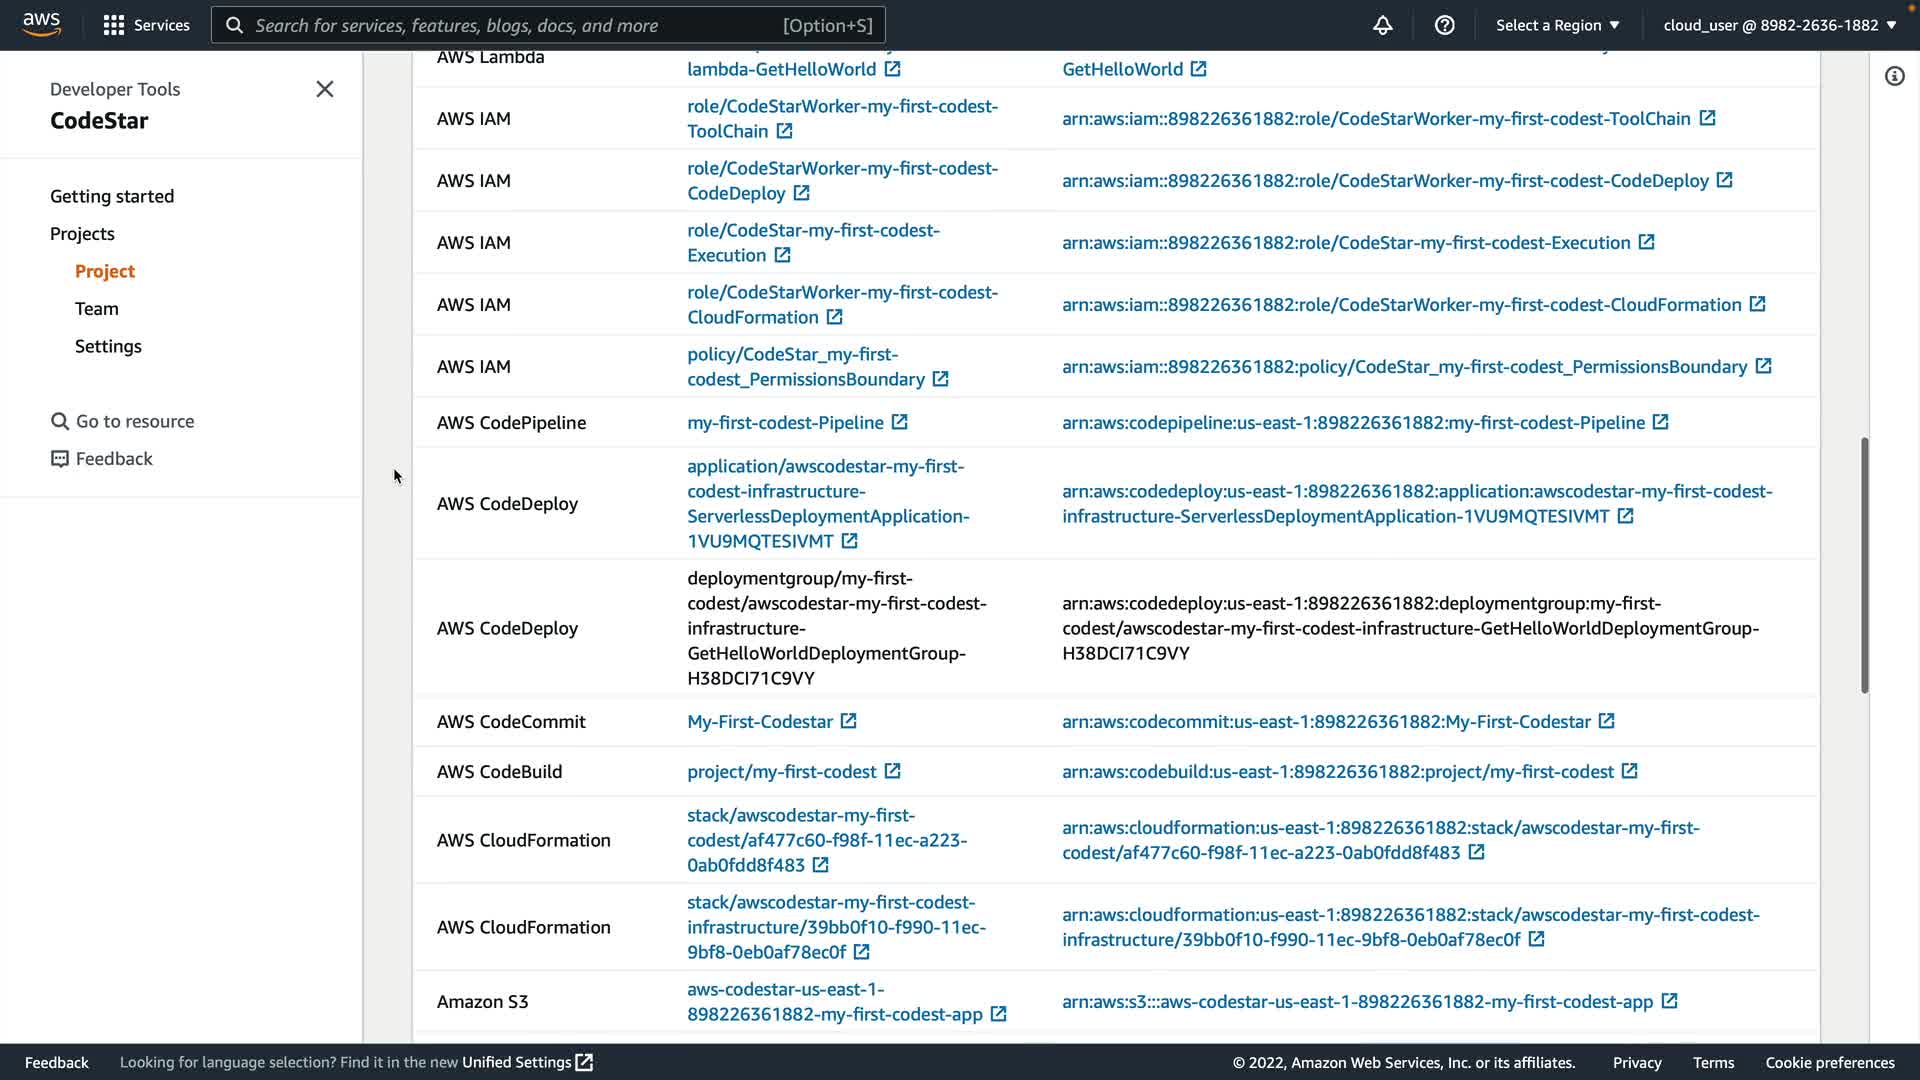 aws
Services
Search for services, features, blogs, docs, and more
[Option+S]
Select a Region ▼
cloud_user @ 8982-2636-1882 ▼
Developer Tools
CodeStar
Getting started
Projects
Project
Team
Settings
Go to resource
Feedback
AWS Lambda
lambda-GetHelloWorld
GetHelloWorld
AWS IAM
role/CodeStarWorker-my-first-codest-
ToolChain
arn:aws:iam::898226361882:role/CodeStarWorker-my-first-codest-ToolChain
AWS IAM
role/CodeStarWorker-my-first-codest-
CodeDeploy
arn:aws:iam::898226361882:role/CodeStarWorker-my-first-codest-CodeDeploy
AWS IAM
role/CodeStar-my-first-codest-
Execution
arn:aws:iam::898226361882:role/CodeStar-my-first-codest-Execution
AWS IAM
role/CodeStarWorker-my-first-codest-
CloudFormation
arn:aws:iam::898226361882:role/CodeStarWorker-my-first-codest-CloudFormation
AWS IAM
policy/CodeStar_my-first-
codest_PermissionsBoundary
arn:aws:iam::898226361882:policy/CodeStar_my-first-codest_PermissionsBoundary
AWS CodePipeline
my-first-codest-Pipeline
arn:aws:codepipeline:us-east-1:898226361882:my-first-codest-Pipeline
AWS CodeDeploy
application/awscodestar-my-first-
codest-infrastructure-
ServerlessDeploymentApplication-
1VU9MQTESIVMT
arn:aws:codedeploy:us-east-1:898226361882:application:awscodestar-my-first-codest-
infrastructure-ServerlessDeploymentApplication-1VU9MQTESIVMT
AWS CodeDeploy
deploymentgroup/my-first-
codest/awscodestar-my-first-codest-
infrastructure-
GetHelloWorldDeploymentGroup-
H38DCI71C9VY
arn:aws:codedeploy:us-east-1:898226361882:deploymentgroup:my-first-
codest/awscodestar-my-first-codest-infrastructure-GetHelloWorldDeploymentGroup-
H38DCI71C9VY
AWS CodeCommit
My-First-Codestar
arn:aws:codecommit:us-east-1:898226361882:My-First-Codestar
AWS CodeBuild
project/my-first-codest
arn:aws:codebuild:us-east-1:898226361882:project/my-first-codest
AWS CloudFormation
stack/awscodestar-my-first-
codest/af477c60-f98f-11ec-a223-
0ab0fdd8f483
arn:aws:cloudformation:us-east-1:898226361882:stack/awscodestar-my-first-
codest/af477c60-f98f-11ec-a223-0ab0fdd8f483
AWS CloudFormation
stack/awscodestar-my-first-codest-
infrastructure/39bb0f10-f990-11ec-
9bf8-0eb0af78ec0f
arn:aws:cloudformation:us-east-1:898226361882:stack/awscodestar-my-first-codest-
infrastructure/39bb0f10-f990-11ec-9bf8-0eb0af78ec0f
Amazon S3
aws-codestar-us-east-1-
898226361882-my-first-codest-app
arn:aws:s3:::aws-codestar-us-east-1-898226361882-my-first-codest-app
Feedback
Looking for language selection? Find it in the new Unified Settings
© 2022, Amazon Web Services, Inc. or its affiliates.
Privacy
Terms
Cookie preferences